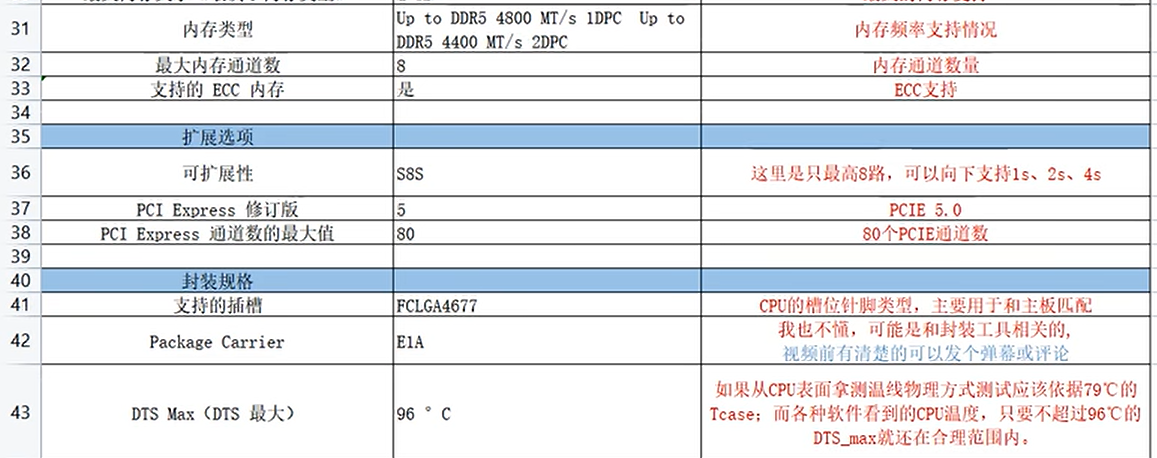 31 内存类型 Up to DDR5 4800 MT/s 1DPC Up to 内存频率支持情况
DDR5 4400 MT/s 2DPC
32 最大内存通道数 8 内存通道数量
33 支持的 ECC 内存 是 ECC支持
34
35 扩展选项
36 可扩展性 S8S 这里是只最高8路，可以向下支持1s、2s、4s
37 PCI Express 修订版 5 PCIE 5.0
38 PCI Express 通道数的最大值 80 80个PCIE通道数
39
40 封装规格
41 支持的插槽 FCLGA4677 CPU的槽位针脚类型，主要用于和主板匹配
42 Package Carrier E1A 我也不懂，可能是和封装工具相关的,
视频前有清楚的可以发个弹幕或评论
43 DTS Max（DTS 最大） 96 °C 如果从CPU表面拿测温线物理方式测试应该依据79℃的
Tcase；而各种软件看到的CPU温度，只要不超过96℃的
DTS_max就还在合理范围内。